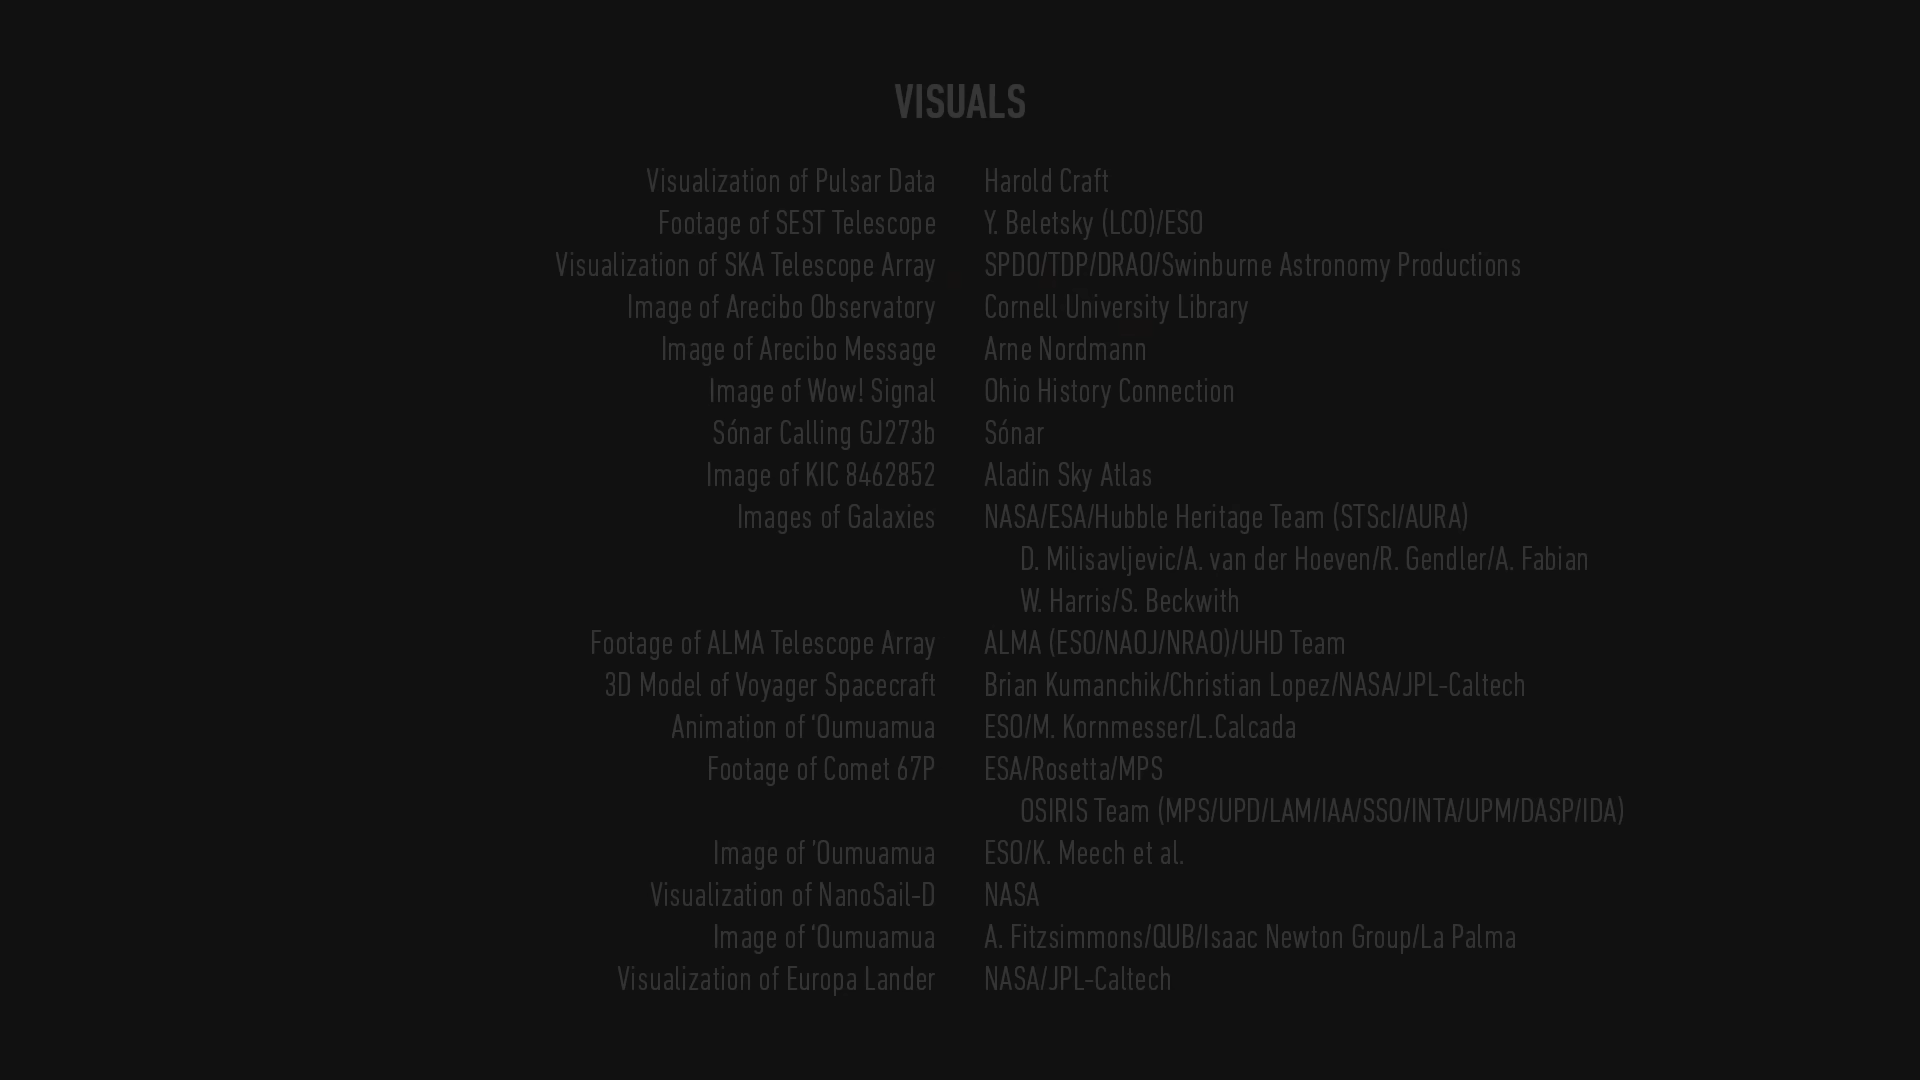 VISUALS
Visualization of Pulsar Data Harold Craft
Footage of SEST Telescope Y. Beletsky (LCO)/ESO
Visualization of SKA Telescope Array SPDO/TDP/DRAO/Swinburne Astronomy Productions
Image of Arecibo Observatory Cornell University Library
Image of Arecibo Message Arne Nordmann
Image of Wow! Signal Ohio History Connection
Sónar Calling GJ273b Sónar
Image of KIC 8462852 Aladin Sky Atlas
Images of Galaxies NASA/ESA/Hubble Heritage Team (STScI/AURA)
D. Milisavljevic/A. van der Hoeven/R. Gendler/A. Fabian
W. Harris/S. Beckwith
Footage of ALMA Telescope Array ALMA (ESO/NAOJ/NRAO)/UHD Team
3D Model of Voyager Spacecraft Brian Kumanchik/Christian Lopez/NASA/JPL-Caltech
Animation of ‘Oumuamua ESO/M. Kornmesser/L.Calcada
Footage of Comet 67P ESA/Rosetta/MPS
OSIRIS Team (MPS/UPD/LAM/IAA/SSO/INTA/UPM/DASP/IDA)
Image of ’Oumuamua ESO/K. Meech et al.
Visualization of NanoSail-D NASA
Image of ‘Oumuamua A. Fitzsimmons/QUB/Isaac Newton Group/La Palma
Visualization of Europa Lander NASA/JPL-Caltech